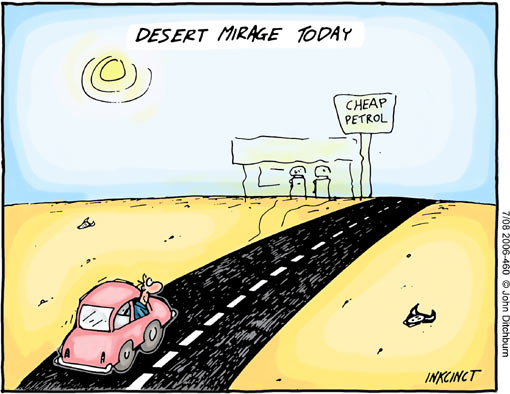 DESERT MIRAGE TODAY
CHEAP
PETROL
7/08 2006-460 © John Ditchburn
INKCINCT